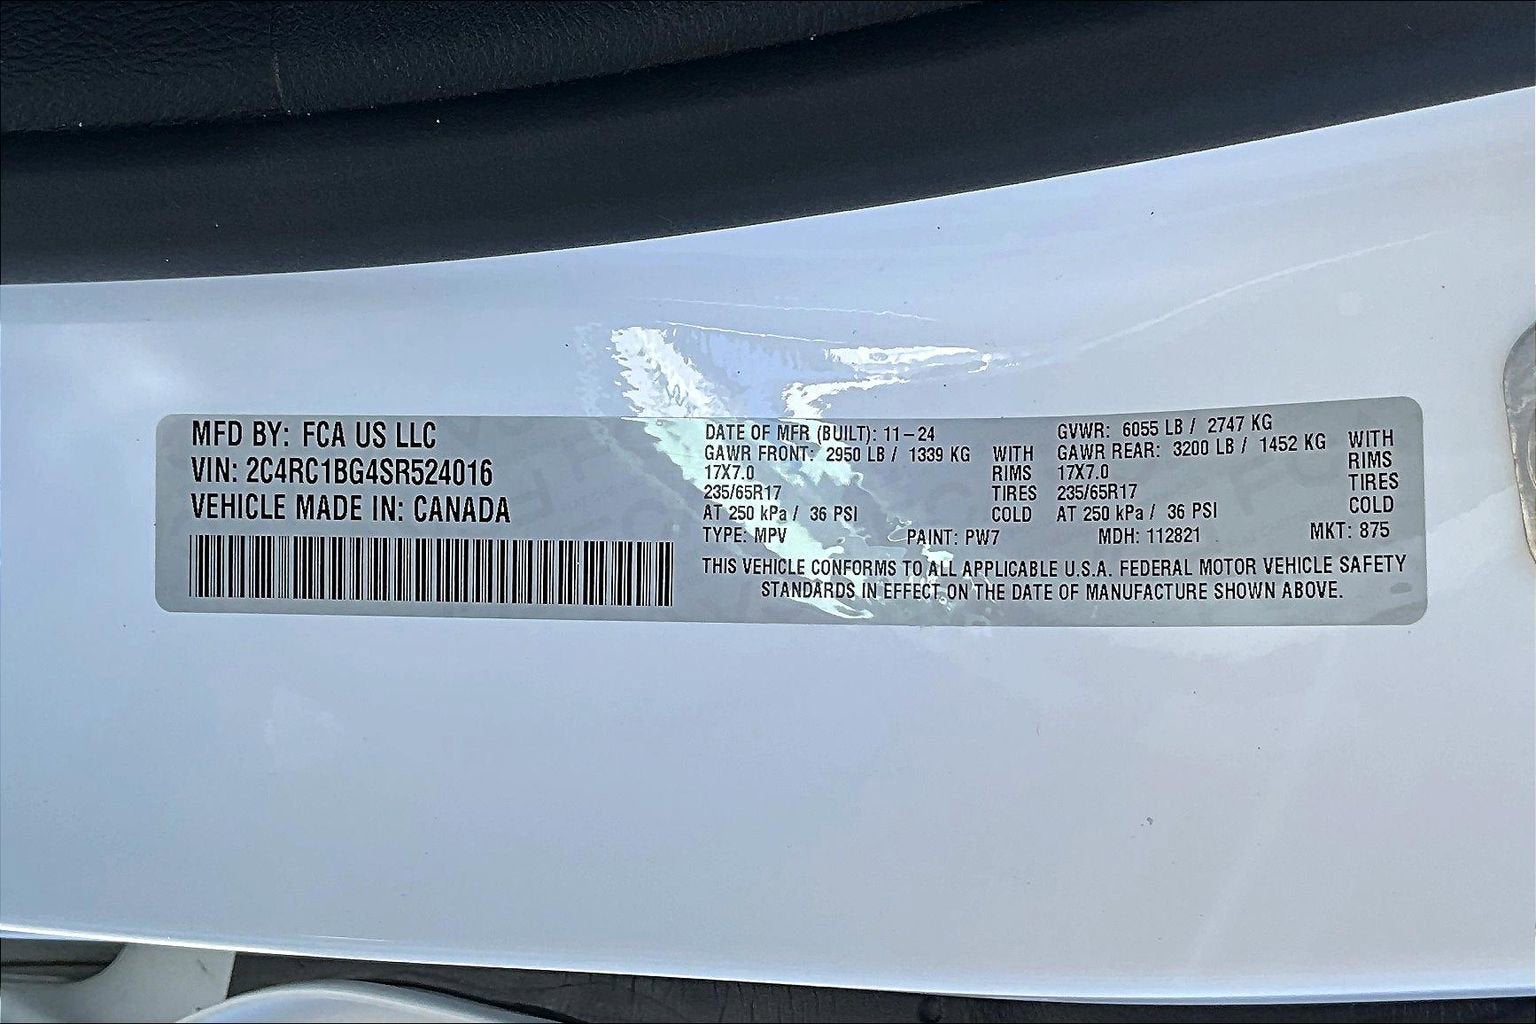 MFD BY: FCA US LLC
VIN: 2C4RC1BG4SR524016
VEHICLE MADE IN: CANADA
DATE OF MFR (BUILT): 11-24
GAWR FRONT: 2950 LB / 1339 KG WITH
17X7.0 RIMS
235/65R17 TIRES
AT 250 kPa / 36 PSI COLD
GVWR: 6055 LB / 2747 KG
GAWR REAR: 3200 LB / 1452 KG WITH
17X7.0 RIMS
235/65R17 TIRES
AT 250 kPa / 36 PSI COLD
TYPE: MPV PAINT: PW7 MDH: 112821 MKT: 875
THIS VEHICLE CONFORMS TO ALL APPLICABLE U.S.A. FEDERAL MOTOR VEHICLE SAFETY
STANDARDS IN EFFECT ON THE DATE OF MANUFACTURE SHOWN ABOVE.